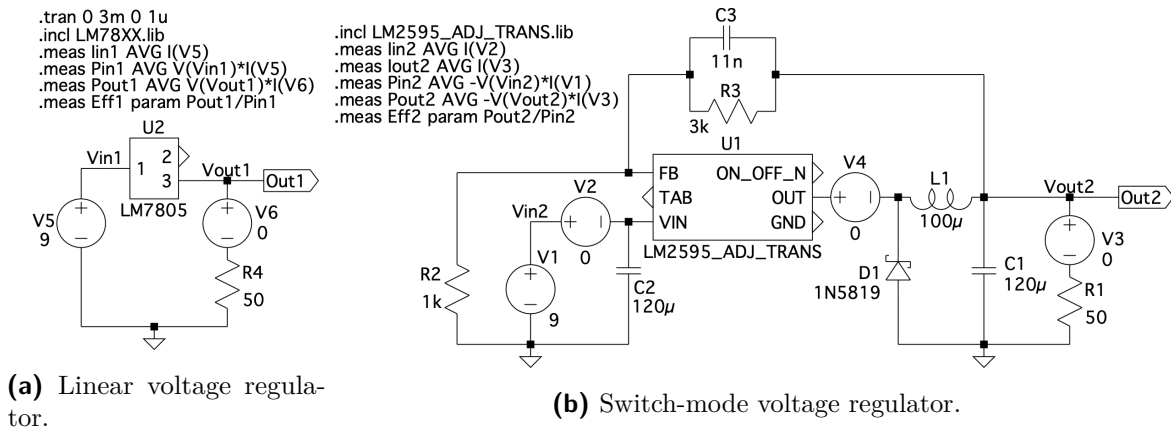 .tran 0 3m 0 1u
.incl LM78XX.lib
.meas Iin1 AVG I(V5)
.meas Pin1 AVG V(Vin1)*I(V5)
.meas Pout1 AVG V(Vout1)*I(V6)
.meas Eff1 param Pout1/Pin1
U2
Vin1
1
2
3
Vout1
Out1
LM7805
V5
9
V6
0
R4
50
(a) Linear voltage regula-
tor.
.incl LM2595_ADJ_TRANS.lib
.meas Iin2 AVG I(V2)
.meas Iout2 AVG I(V3)
.meas Pin2 AVG -V(Vin2)*I(V1)
.meas Pout2 AVG -V(Vout2)*I(V3)
.meas Eff2 param Pout2/Pin2
C3
11n
R3
3k
U1
FB
ON_OFF_N
TAB
OUT
VIN
GND
LM2595_ADJ_TRANS
V4
0
L1
100µ
Vout2
Out2
V2
0
Vin2
V1
9
R2
1k
C2
120µ
D1
1N5819
C1
120µ
V3
0
R1
50
(b) Switch-mode voltage regulator.